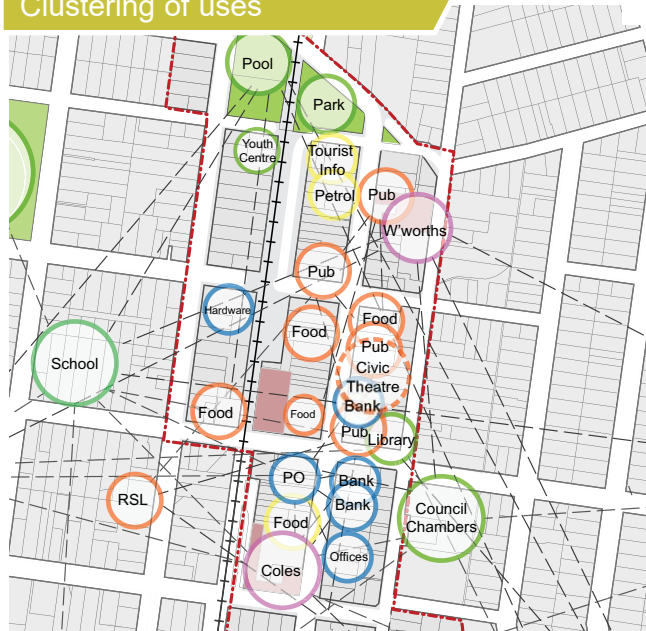 Clustering of uses
Pool
Park
Youth
Centre
Tourist
Info
Petrol
Pub
W'worths
Pub
Hardware
Food
Food
Pub
Civic
Theatre
Bank
School
Food
Food
Pub
Library
PO
Bank
RSL
Bank
Food
Council
Chambers
Offices
Coles